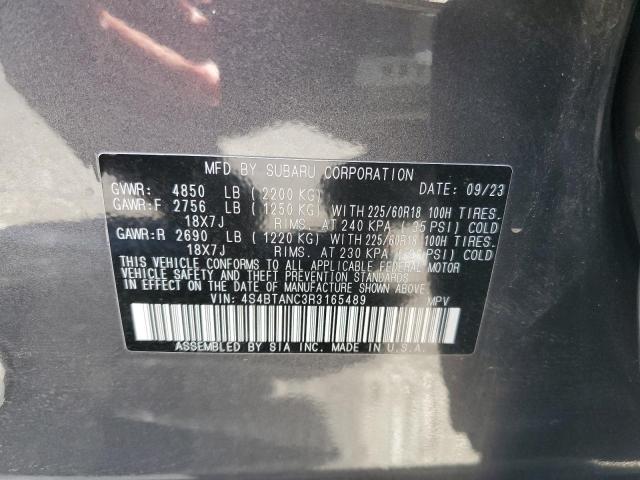 MFD BY SUBARU CORPORATION
GVWR: 4850 LB (2200 KG) DATE: 09/23
GAWR:F 2756 LB (1250 KG) WITH 225/60R18 100H TIRES.
18X7J RIMS. AT 240 KPA (35 PSI) COLD
GAWR:R 2690 LB (1220 KG) WITH 225/60R18 100H TIRES.
18X7J RIMS. AT 230 KPA PSI) COLD
THIS VEHICLE CONFORMS TO ALL APPLICABLE FEDERAL MOTOR
VEHICLE SAFETY, BUMPER, AND THEFT PREVENTION STANDARDS
IN EFFECT ON THE DATE OF MANUFACTURE SHOWN ABOVE.
VIN: 4S4BTANC3R3165489 MPV
ASSEMBLED BY SIA INC. MADE IN U.S.A.